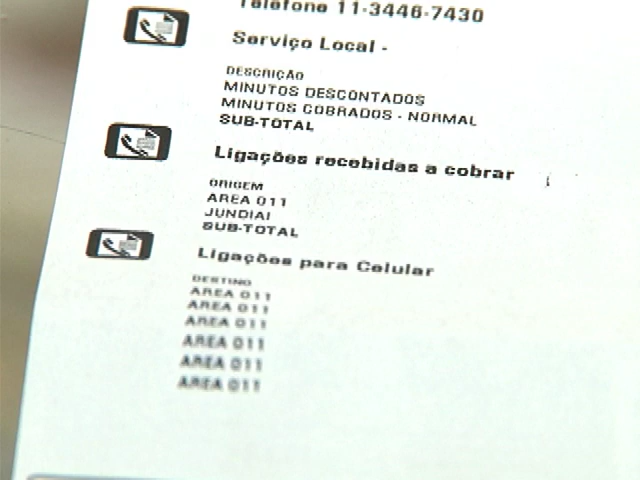 Telefone 11-3446-7430
Serviço Local -
DESCRIÇÃO
MINUTOS DESCONTADOS
MINUTOS COBRADOS - NORMAL
SUB-TOTAL
Ligações recebidas a cobrar
ORIGEM
AREA 011
JUNDIAI
SUB-TOTAL
Ligações para Celular
DESTINO
AREA 011
AREA 011
AREA 011
AREA 011
AREA 011
AREA 011